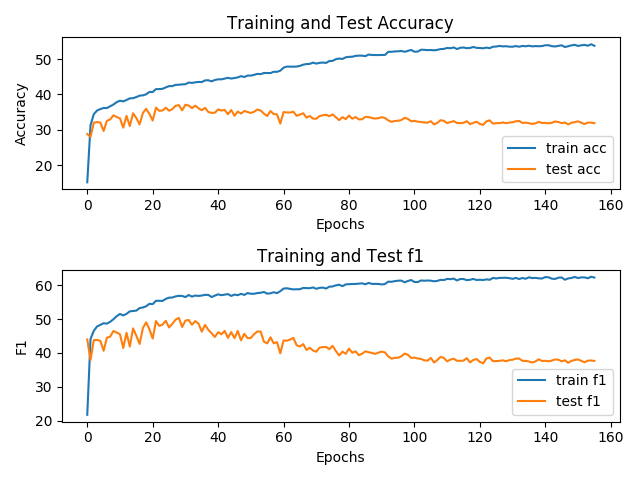 Training and Test Accuracy
50
40
30
20
Accuracy
0 20 40 60 80 100 120 140 160
Epochs
train acc
test acc
Training and Test f1
60
50
40
30
20
F1
0 20 40 60 80 100 120 140 160
Epochs
train f1
test f1